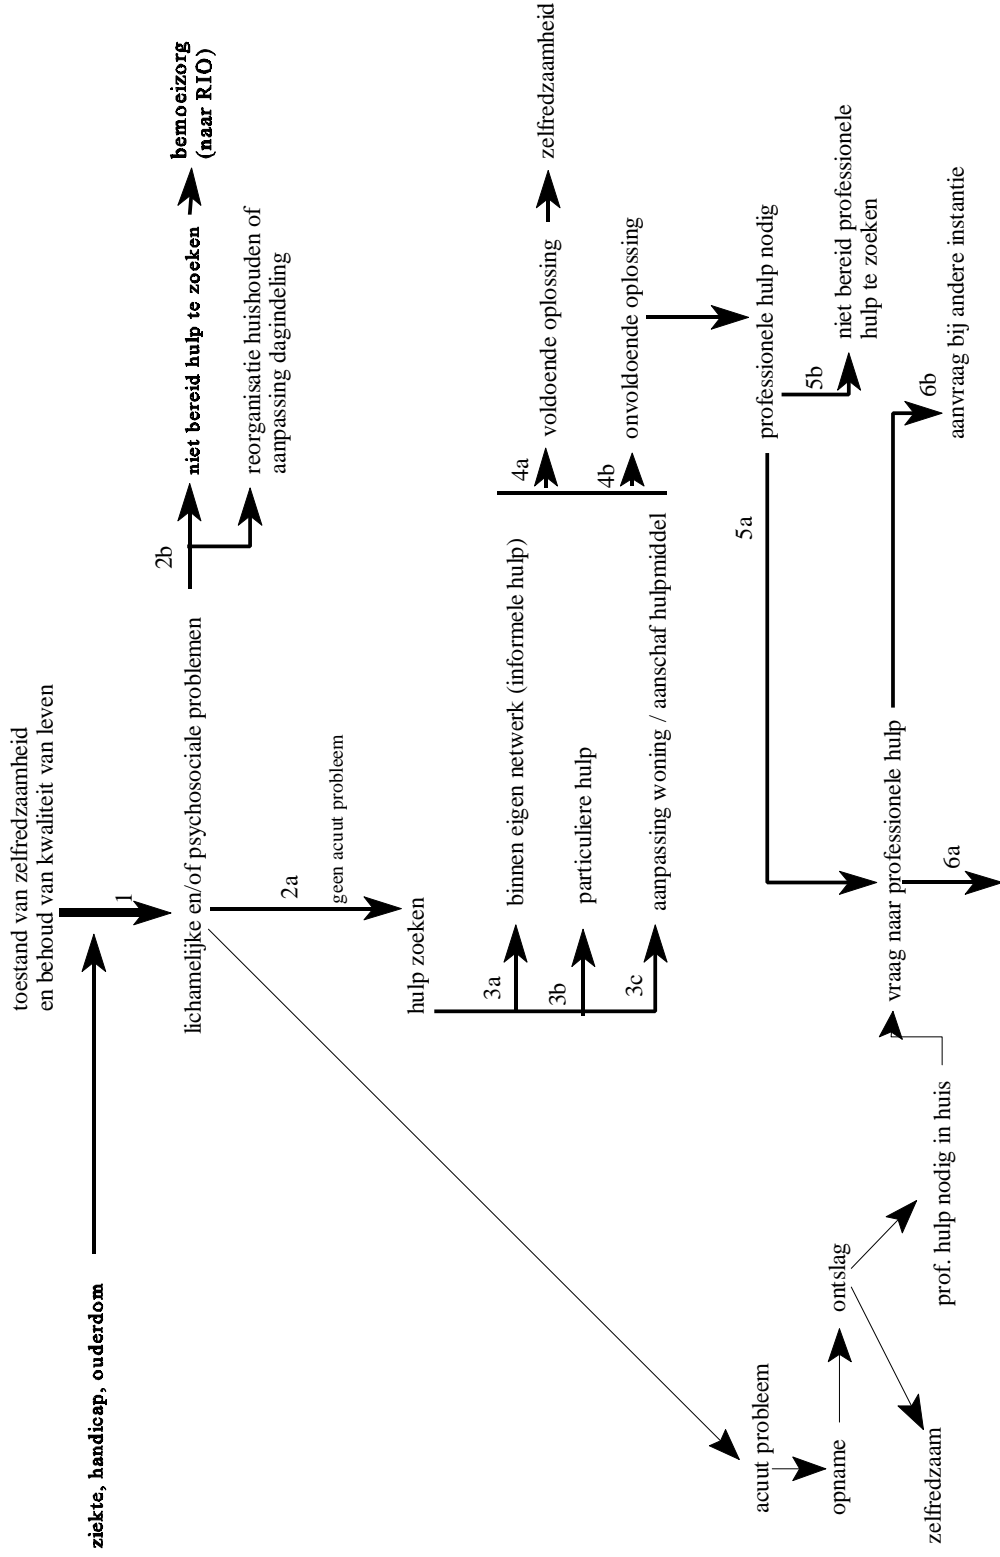 toestand van zelfredzaamheid
en behoud van kwaliteit van leven
ziekte, handicap, ouderdom
1
lichamelijke en/of psychosociale problemen
2b
niet bereid hulp te zoeken
bemoeizorg
(naar RIO)
reorganisatie huishouden of
aanpassing dagindeling
2a
geen acuut probleem
hulp zoeken
3a
binnen eigen netwerk (informele hulp)
3b
particuliere hulp
3c
aanpassing woning / aanschaf hulpmiddel
4a
voldoende oplossing
zelfredzaamheid
4b
onvoldoende oplossing
professionele hulp nodig
5a
5b
niet bereid professionele
hulp te zoeken
acuut probleem
opname
ontslag
zelfredzaam
prof. hulp nodig in huis
vraag naar professionele hulp
6a
6b
aanvraag bij andere instantie